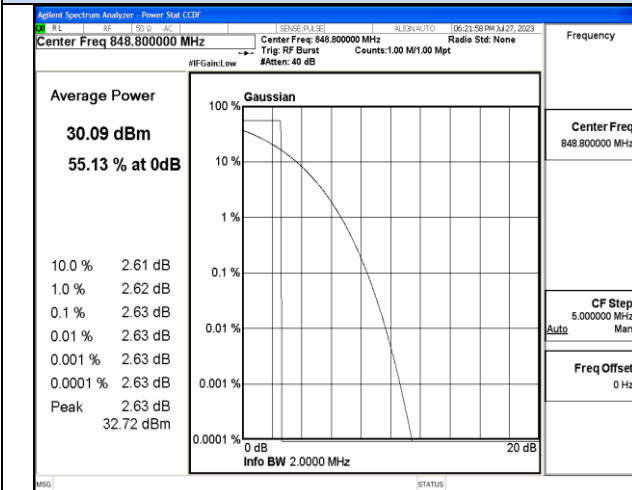 Agilent Spectrum Analyzer - Power Stat CCDF
RL RF 50 Ω AC SENSE:PULSE ALIGNAUTO 06:21:58 PM Jul 27, 2023
Center Freq 848.800000 MHz
Center Freq: 848.800000 MHz Radio Std: None
Trig: RF Burst Counts:1.00 M/1.00 Mpt
#IFGain:Low #Atten: 40 dB
Frequency
Average Power
30.09 dBm
55.13 % at 0dB
10.0 % 2.61 dB
1.0 % 2.62 dB
0.1 % 2.63 dB
0.01 % 2.63 dB
0.001 % 2.63 dB
0.0001 % 2.63 dB
Peak 2.63 dB
32.72 dBm
Gaussian
100 %
10 %
1 %
0.1 %
0.01 %
0.001 %
0.0001 %
0 dB 20 dB
Info BW 2.0000 MHz
Center Freq
848.800000 MHz
CF Step
5.000000 MHz
Auto Man
Freq Offset
0 Hz
MSG STATUS